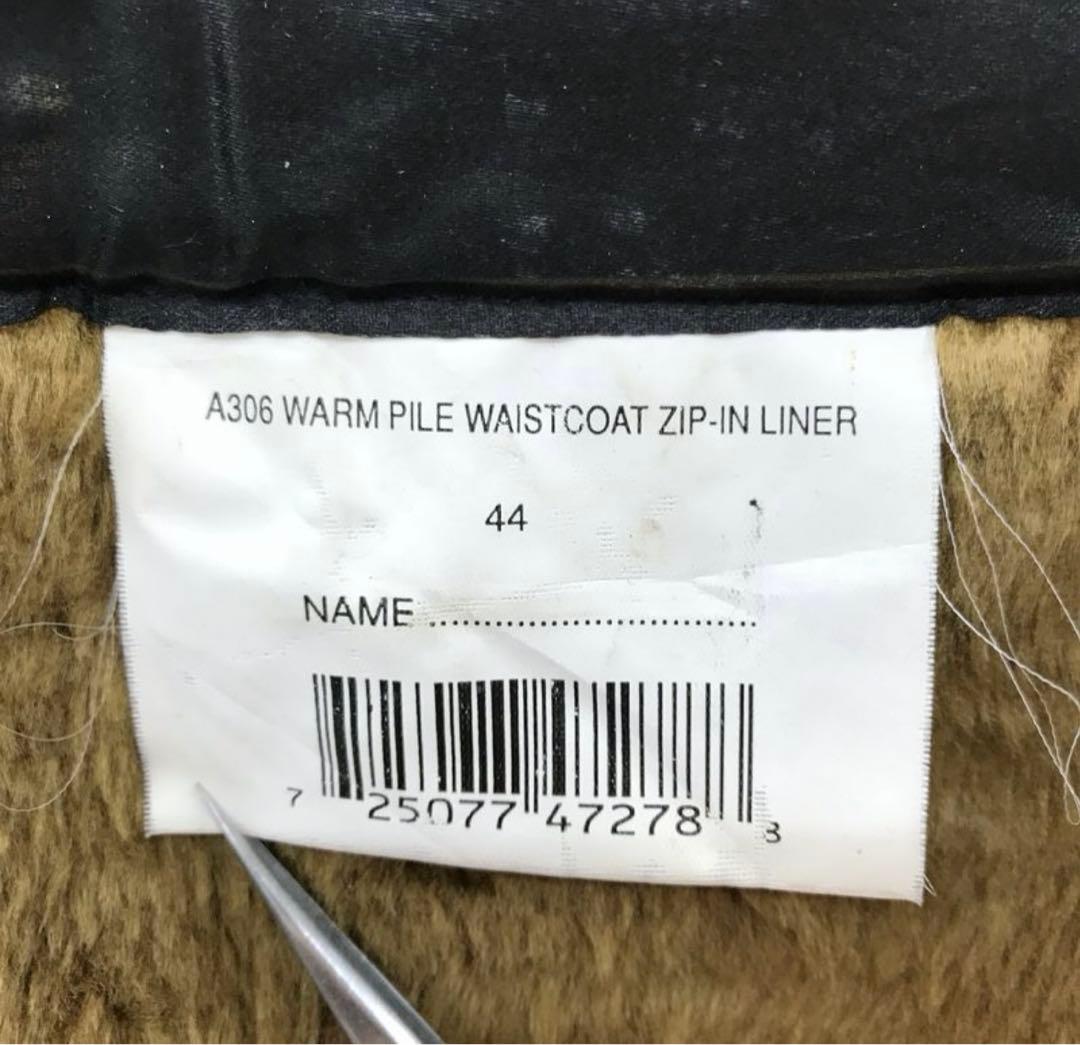 A306 WARM PILE WAISTCOAT ZIP-IN LINER
44
NAME ..............................
7 25077 47278 3